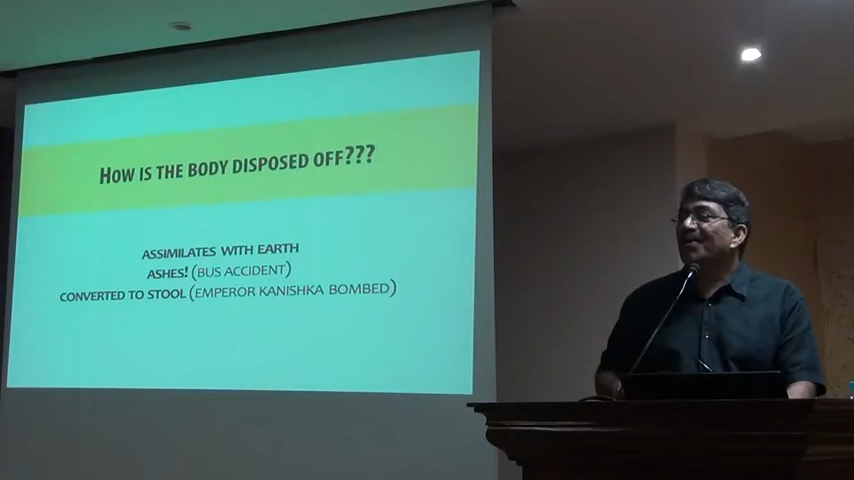 HOW IS THE BODY DISPOSED OFF???
ASSIMILATES WITH EARTH
ASHES! (BUS ACCIDENT)
CONVERTED TO STOOL (EMPEROR KANISHKA BOMBED)